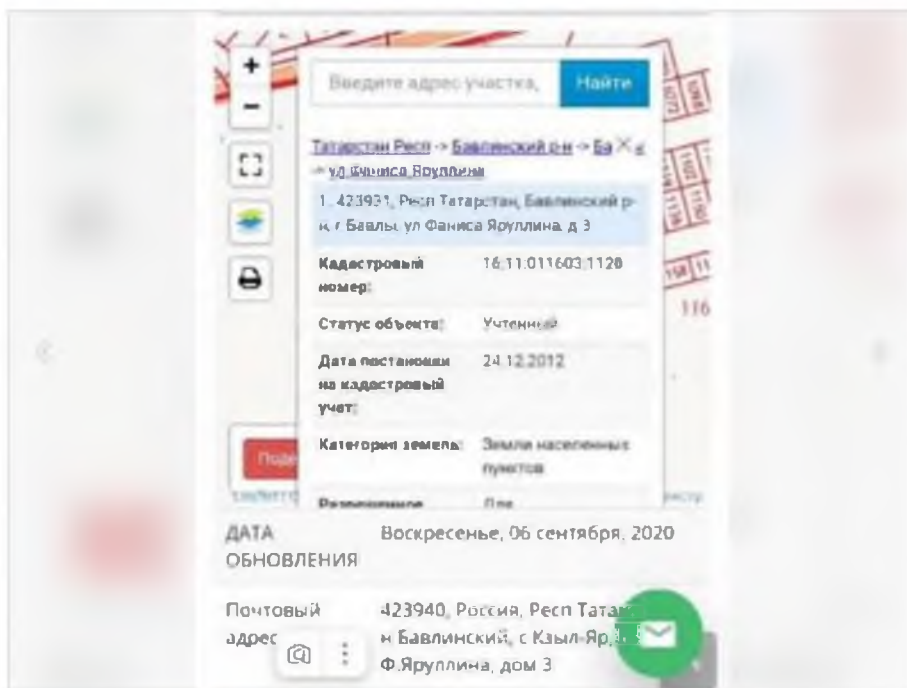 +
Введите адрес участка, Найти
−
Татарстан Респ -> Бавлинский р-н -> Ба
-> ул Фаниса Яруллина
1. 423931, Респ Татарстан, Бавлинский р-
н, г Бавлы, ул Фаниса Яруллина, д 3
Кадастровый 16:11:011603:1120
номер:
Статус объекта: Учтенный
116
Дата постановки 24.12.2012
на кадастровый
учет:
Категория земель: Земли населенных
пунктов
Разрешенное Для
ДАТА Воскресенье, 06 сентября, 2020
ОБНОВЛЕНИЯ
Почтовый 423940, Россия, Респ
адрес н Бавлинский, с Кзыл-Яр,
Ф.Яруллина, дом 3